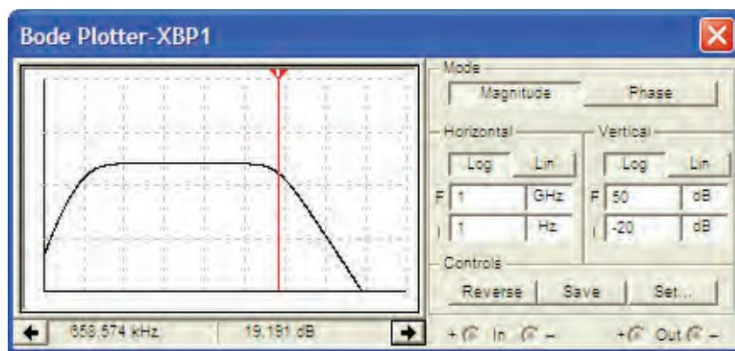 Bode Plotter-XBP1
1
Mode
Magnitude Phase
Horizontal Vertical
Log Lin Log Lin
F 1 GHz F 50 dB
I 1 Hz I -20 dB
Controls
Reverse Save Set...
658.574 kHz 19.191 dB
+ In - + Out -